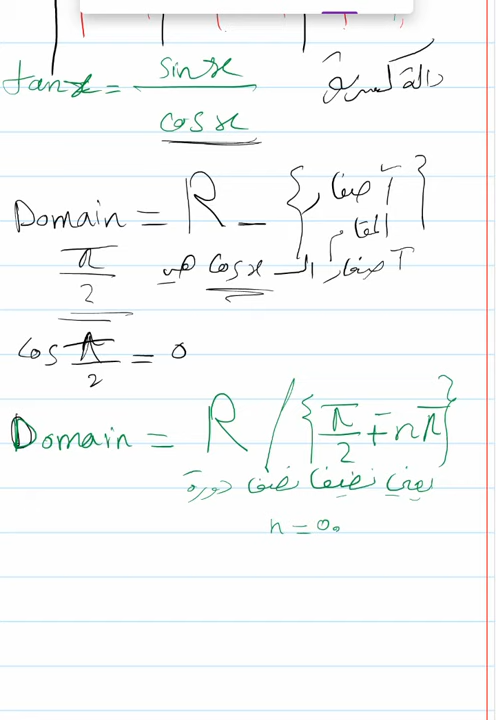 tan x = sin x / cos x دالة كسرية
Domain = R - { أصفار المقام }
π/2 أصفار الـ cos x هي
cos π/2 = 0
Domain = R / { π/2 ∓ nπ }
يعني نضيف نصف دورة
n = 0.